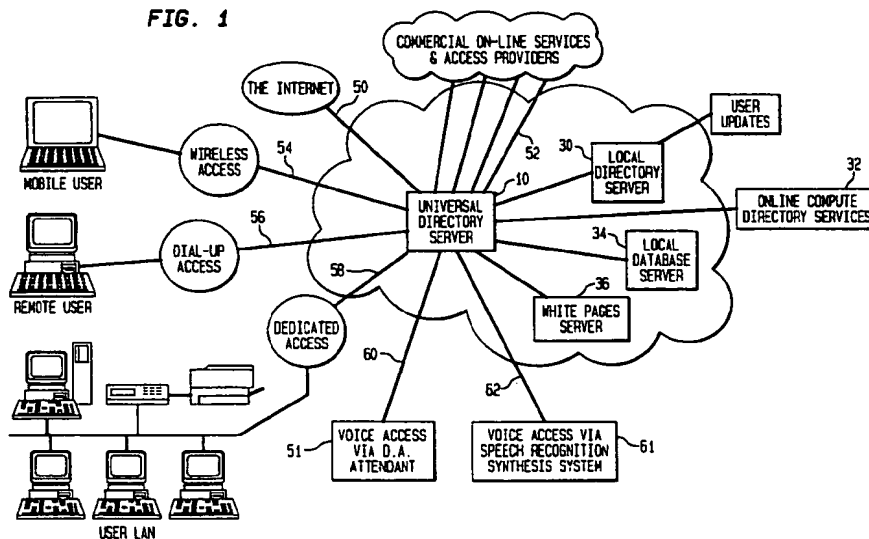 FIG. 1
COMMERCIAL ON-LINE SERVICES
& ACCESS PROVIDERS
THE INTERNET
50
52
USER
UPDATES
30
LOCAL
DIRECTORY
SERVER
32
ONLINE COMPUTE
DIRECTORY SERVICES
MOBILE USER
WIRELESS
ACCESS
54
10
UNIVERSAL
DIRECTORY
SERVER
34
LOCAL
DATABASE
SERVER
REMOTE USER
DIAL-UP
ACCESS
56
58
36
WHITE PAGES
SERVER
DEDICATED
ACCESS
60
62
51
VOICE ACCESS
VIA D.A.
ATTENDANT
VOICE ACCESS VIA
SPEECH RECOGNITION
SYNTHESIS SYSTEM
61
USER LAN